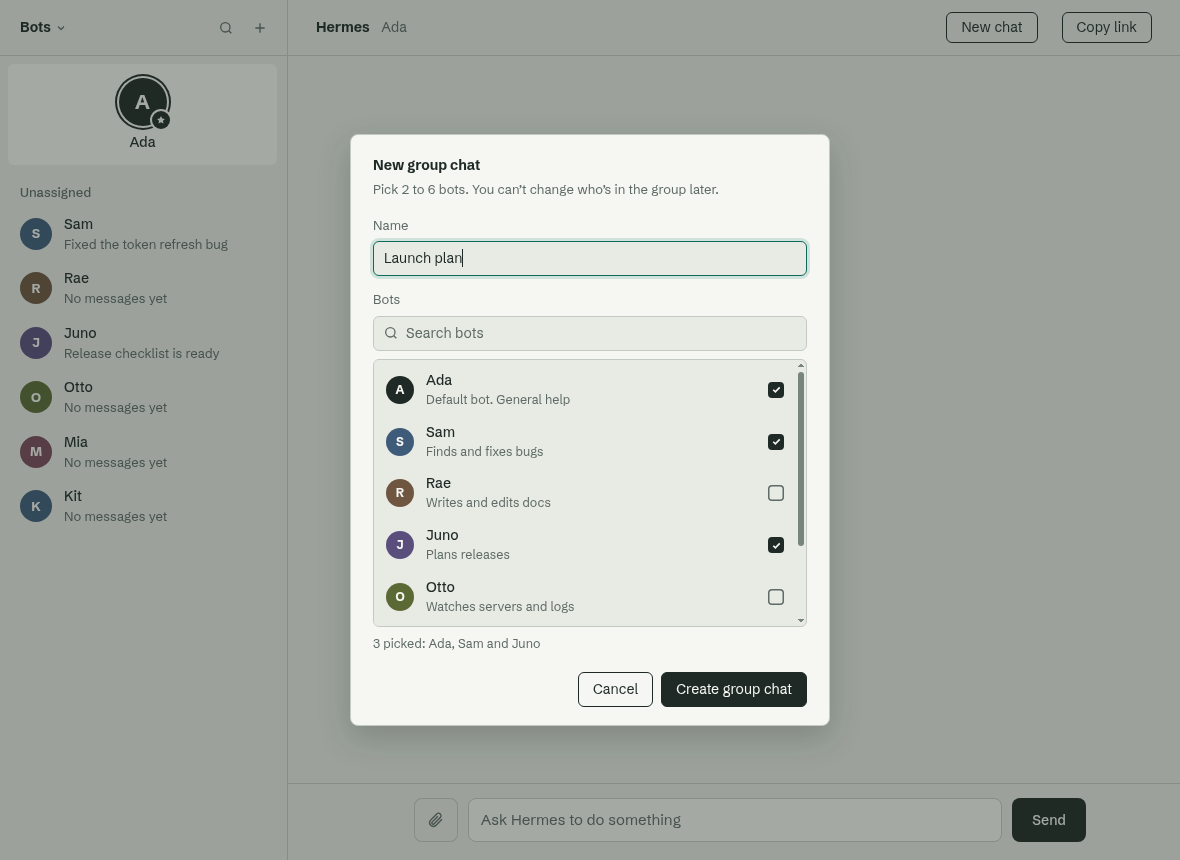 Bots
Hermes Ada
New chat
Copy link
A
Ada
Unassigned
S
Sam
Fixed the token refresh bug
R
Rae
No messages yet
J
Juno
Release checklist is ready
O
Otto
No messages yet
M
Mia
No messages yet
K
Kit
No messages yet
New group chat
Pick 2 to 6 bots. You can’t change who’s in the group later.
Name
Launch plan
Bots
Search bots
A
Ada
Default bot. General help
S
Sam
Finds and fixes bugs
R
Rae
Writes and edits docs
J
Juno
Plans releases
O
Otto
Watches servers and logs
3 picked: Ada, Sam and Juno
Cancel
Create group chat
Ask Hermes to do something
Send